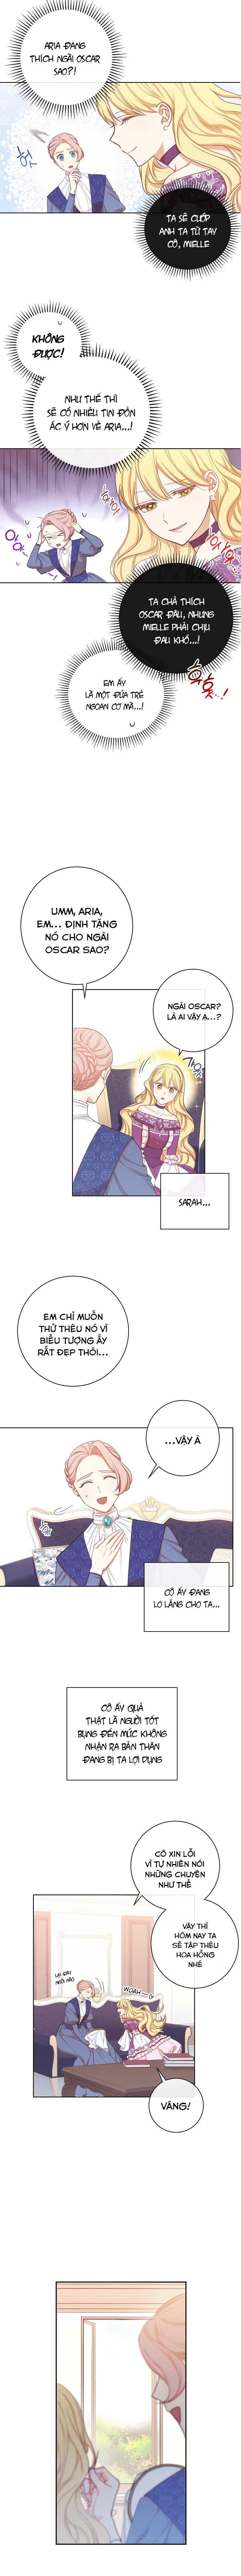 ARIA ĐANG
THÍCH NGÀI OSCAR
SAO?!
TA SẼ CƯỚP
ANH TA TỪ TAY
CÔ, MIELLE
KHÔNG
ĐƯỢC!
NHƯ THẾ THÌ
SẼ CÓ NHIỀU TIN ĐỒN
ÁC Ý HƠN VỀ ARIA...!
TA CHẢ THÍCH
OSCAR ĐÂU, NHƯNG
MIELLE PHẢI CHỊU
ĐAU KHỔ...!
EM ẤY
LÀ MỘT ĐỨA TRẺ
NGOAN CƠ MÀ...!
UMM, ARIA,
EM... ĐỊNH TẶNG
NÓ CHO NGÀI
OSCAR SAO?
NGÀI OSCAR?
LÀ AI VẬY Ạ...?
SARAH...
EM CHỈ MUỐN
THỬ THÊU NÓ VÌ
BIỂU TƯỢNG ẤY
RẤT ĐẸP THÔI...
...VẬY À
CÔ ẤY ĐANG
LO LẮNG CHO TA...
CÔ ẤY QUẢ
THẬT LÀ NGƯỜI TỐT
BỤNG ĐẾN MỨC KHÔNG
NHẬN RA BẢN THÂN
ĐANG BỊ TA LỢI DỤNG
CÔ XIN LỖI
VÌ TỰ NHIÊN NÓI
NHỮNG CHUYỆN
NHƯ THẾ
VẬY THÌ
HÔM NAY TA
SẼ TẬP THÊU
HOA HỒNG
NHÉ
LẠI ĐÂY
NGỒI NÀO
WOAH
VÂNG!